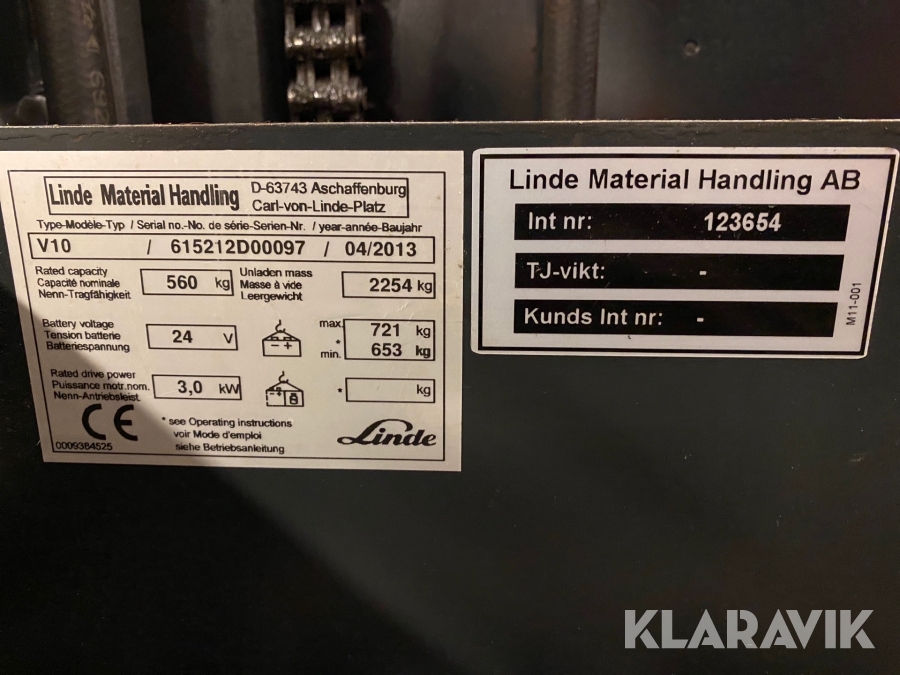 Linde Material Handling
D-63743 Aschaffenburg
Carl-von-Linde-Platz
Type-Modèle-Typ / Serial no.-No. de série-Serien-Nr. / year-année-Baujahr
V10 / 615212D00097 / 04/2013
Rated capacity
Capacité nominale
Nenn-Tragfähigkeit
560 kg
Unladen mass
Masse à vide
Leergewicht
2254 kg
Battery voltage
Tension batterie
Batteriespannung
24 V
- +
max. 721 kg
*
min. 653 kg
Rated drive power
Puissance motr.nom.
Nenn-Antriebsleist.
3,0 kW
* kg
CE
0009384525
* see Operating instructions
voir Mode d'emploi
siehe Betriebsanleitung
Linde
Linde Material Handling AB
Int nr: 123654
TJ-vikt: -
Kunds Int nr: -
M11-001
KLARAVIK